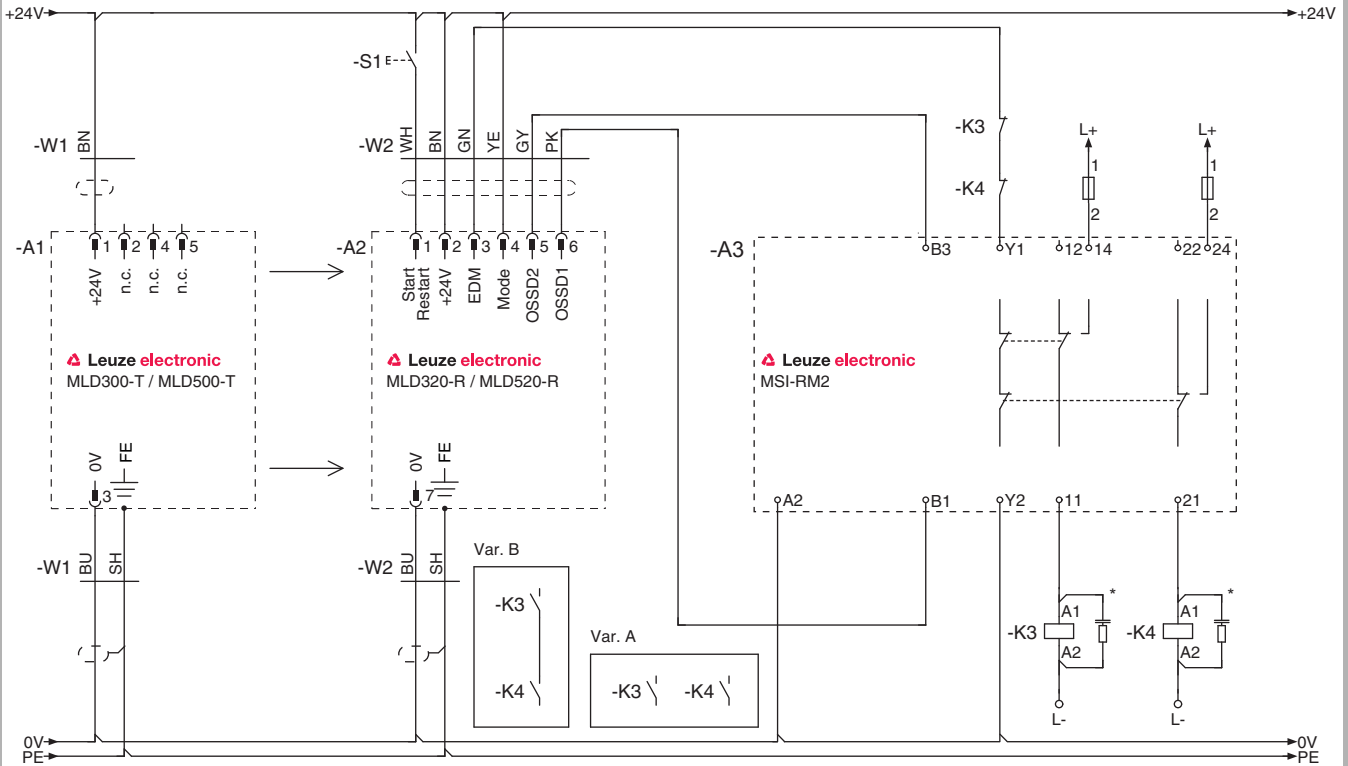 +24V +24V
-S1
-W1 BN
-W2 WH BN GN YE GY PK
-K3
-K4
L+ L+
1 1
2 2
-A1 1 2 4 5
+24V n.c. n.c. n.c.
Leuze electronic
MLD300-T / MLD500-T
0V FE
3
-W1 BU SH
-A2 1 2 3 4 5 6
Start Restart +24V EDM Mode OSSD2 OSSD1
Leuze electronic
MLD320-R / MLD520-R
0V FE
7
-W2 BU SH
-A3 B3 Y1 12 14 22 24
Leuze electronic
MSI-RM2
A2 B1 Y2 11 21
Var. B
-K3
-K4
Var. A
-K3 -K4
-K3 A1 A2 *
-K4 A1 A2 *
L- L-
0V 0V
PE PE